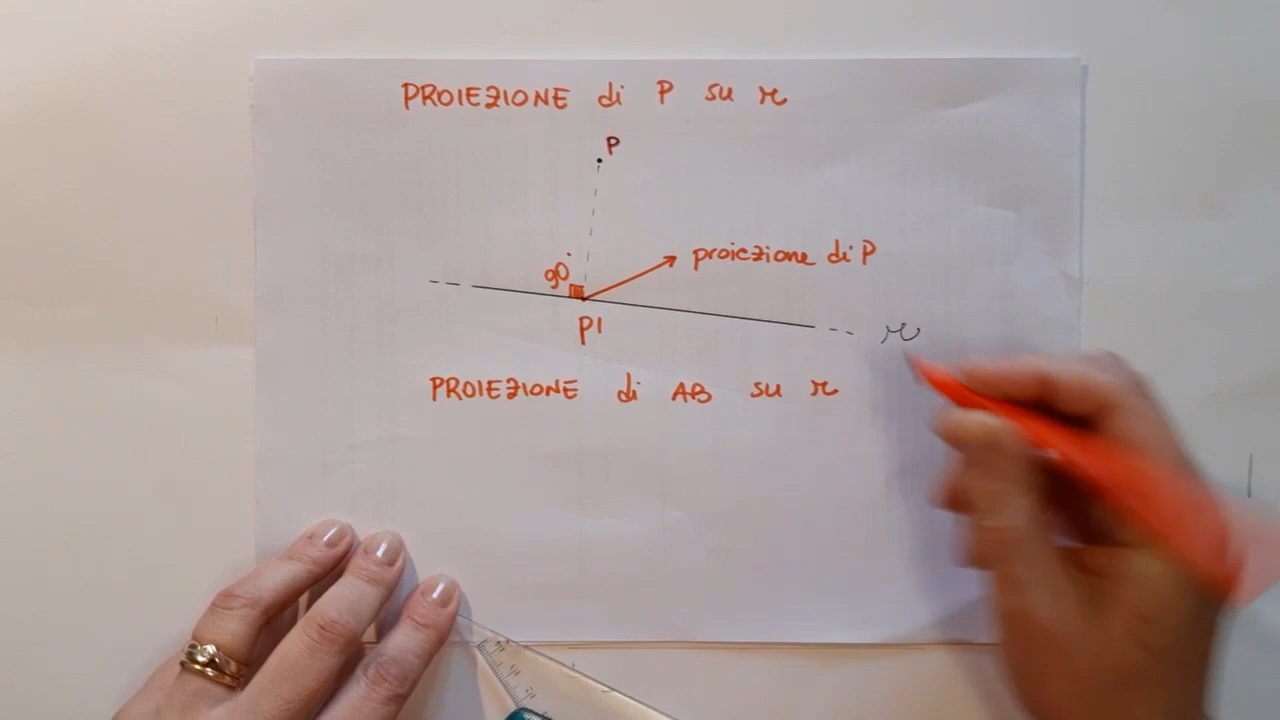 PROIEZIONE di P su r
P
proiezione di P
90°
r
P'
PROIEZIONE di AB su r